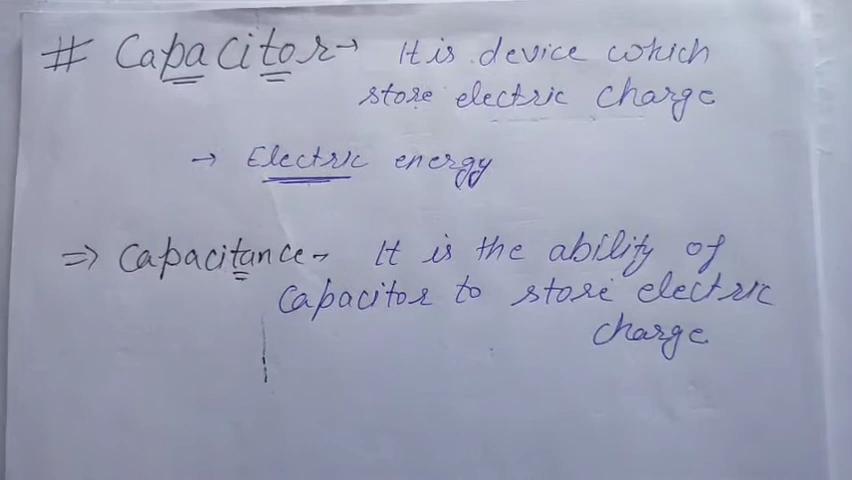 # Capacitor → It is device which
store electric charge
→ Electric energy
⇒ Capacitance → It is the ability of
Capacitor to store electric
charge